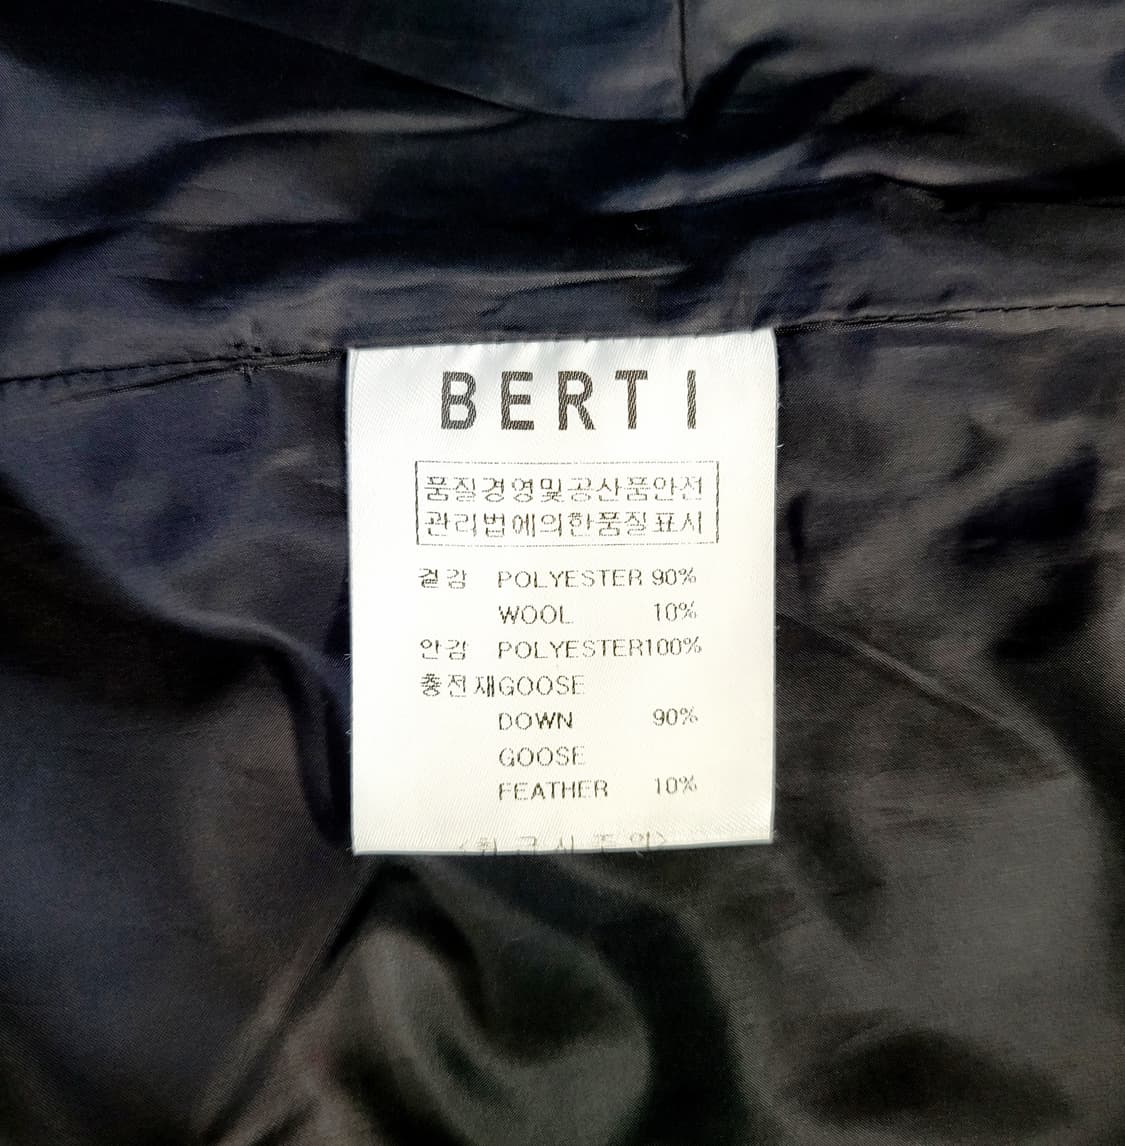 BERTI
품질경영및공산품안전
관리법에의한품질표시
겉감 POLYESTER 90%
WOOL 10%
안감 POLYESTER100%
충전재GOOSE
DOWN 90%
GOOSE
FEATHER 10%